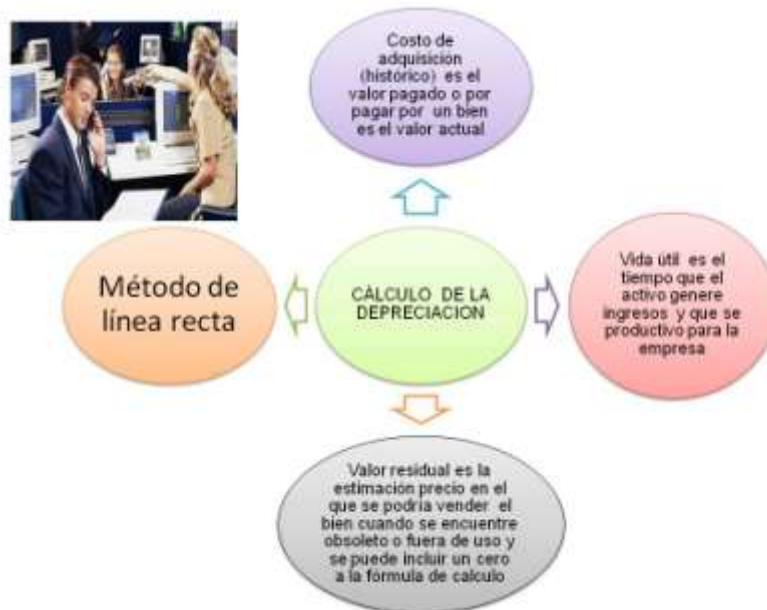 Costo de
adquisición
(histórico) es el
valor pagado o por
pagar por un bien
es el valor actual
Método de
línea recta
CÁLCULO DE LA
DEPRECIACION
Vida útil es el
tiempo que el
activo genere
ingresos y que se
productivo para la
empresa
Valor residual es la
estimación precio en el
que se podría vender el
bien cuando se encuentre
obsoleto o fuera de uso y
se puede incluir un cero
a la fórmula de calculo